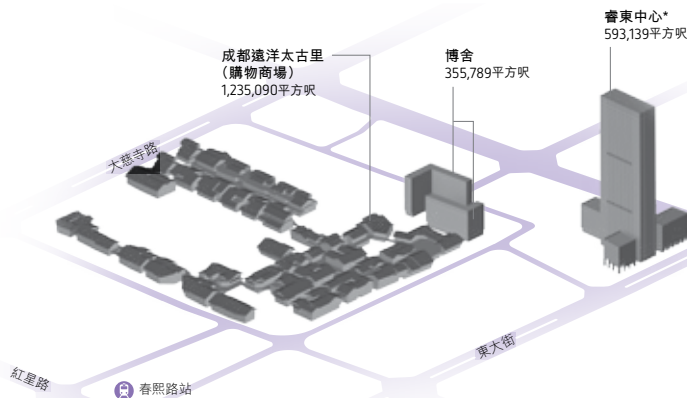 睿東中心*
593,139平方呎
成都遠洋太古里
（購物商場）
1,235,090平方呎
博舍
355,789平方呎
大慈寺路
東大街
紅星路
春熙路站